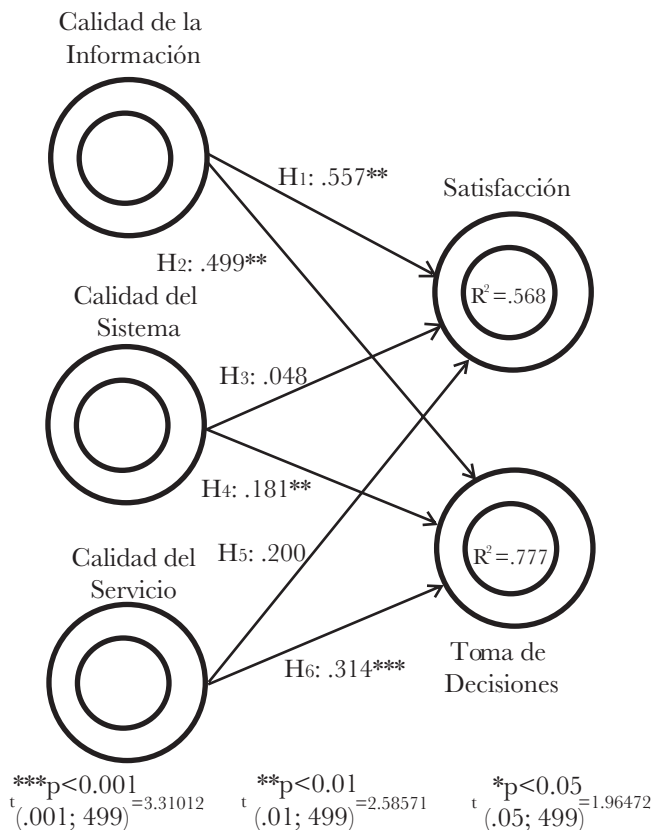 Calidad de la
Información
H1: .557**
Satisfacción
H2: .499**
R²=.568
Calidad del
Sistema
H3: .048
H4: .181**
Calidad del
Servicio
H5: .200
R²=.777
H6: .314***
Toma de
Decisiones
***p<0.001 **p<0.01 *p<0.05
t(.001; 499)=3.31012 t(.01; 499)=2.58571 t(.05; 499)=1.96472